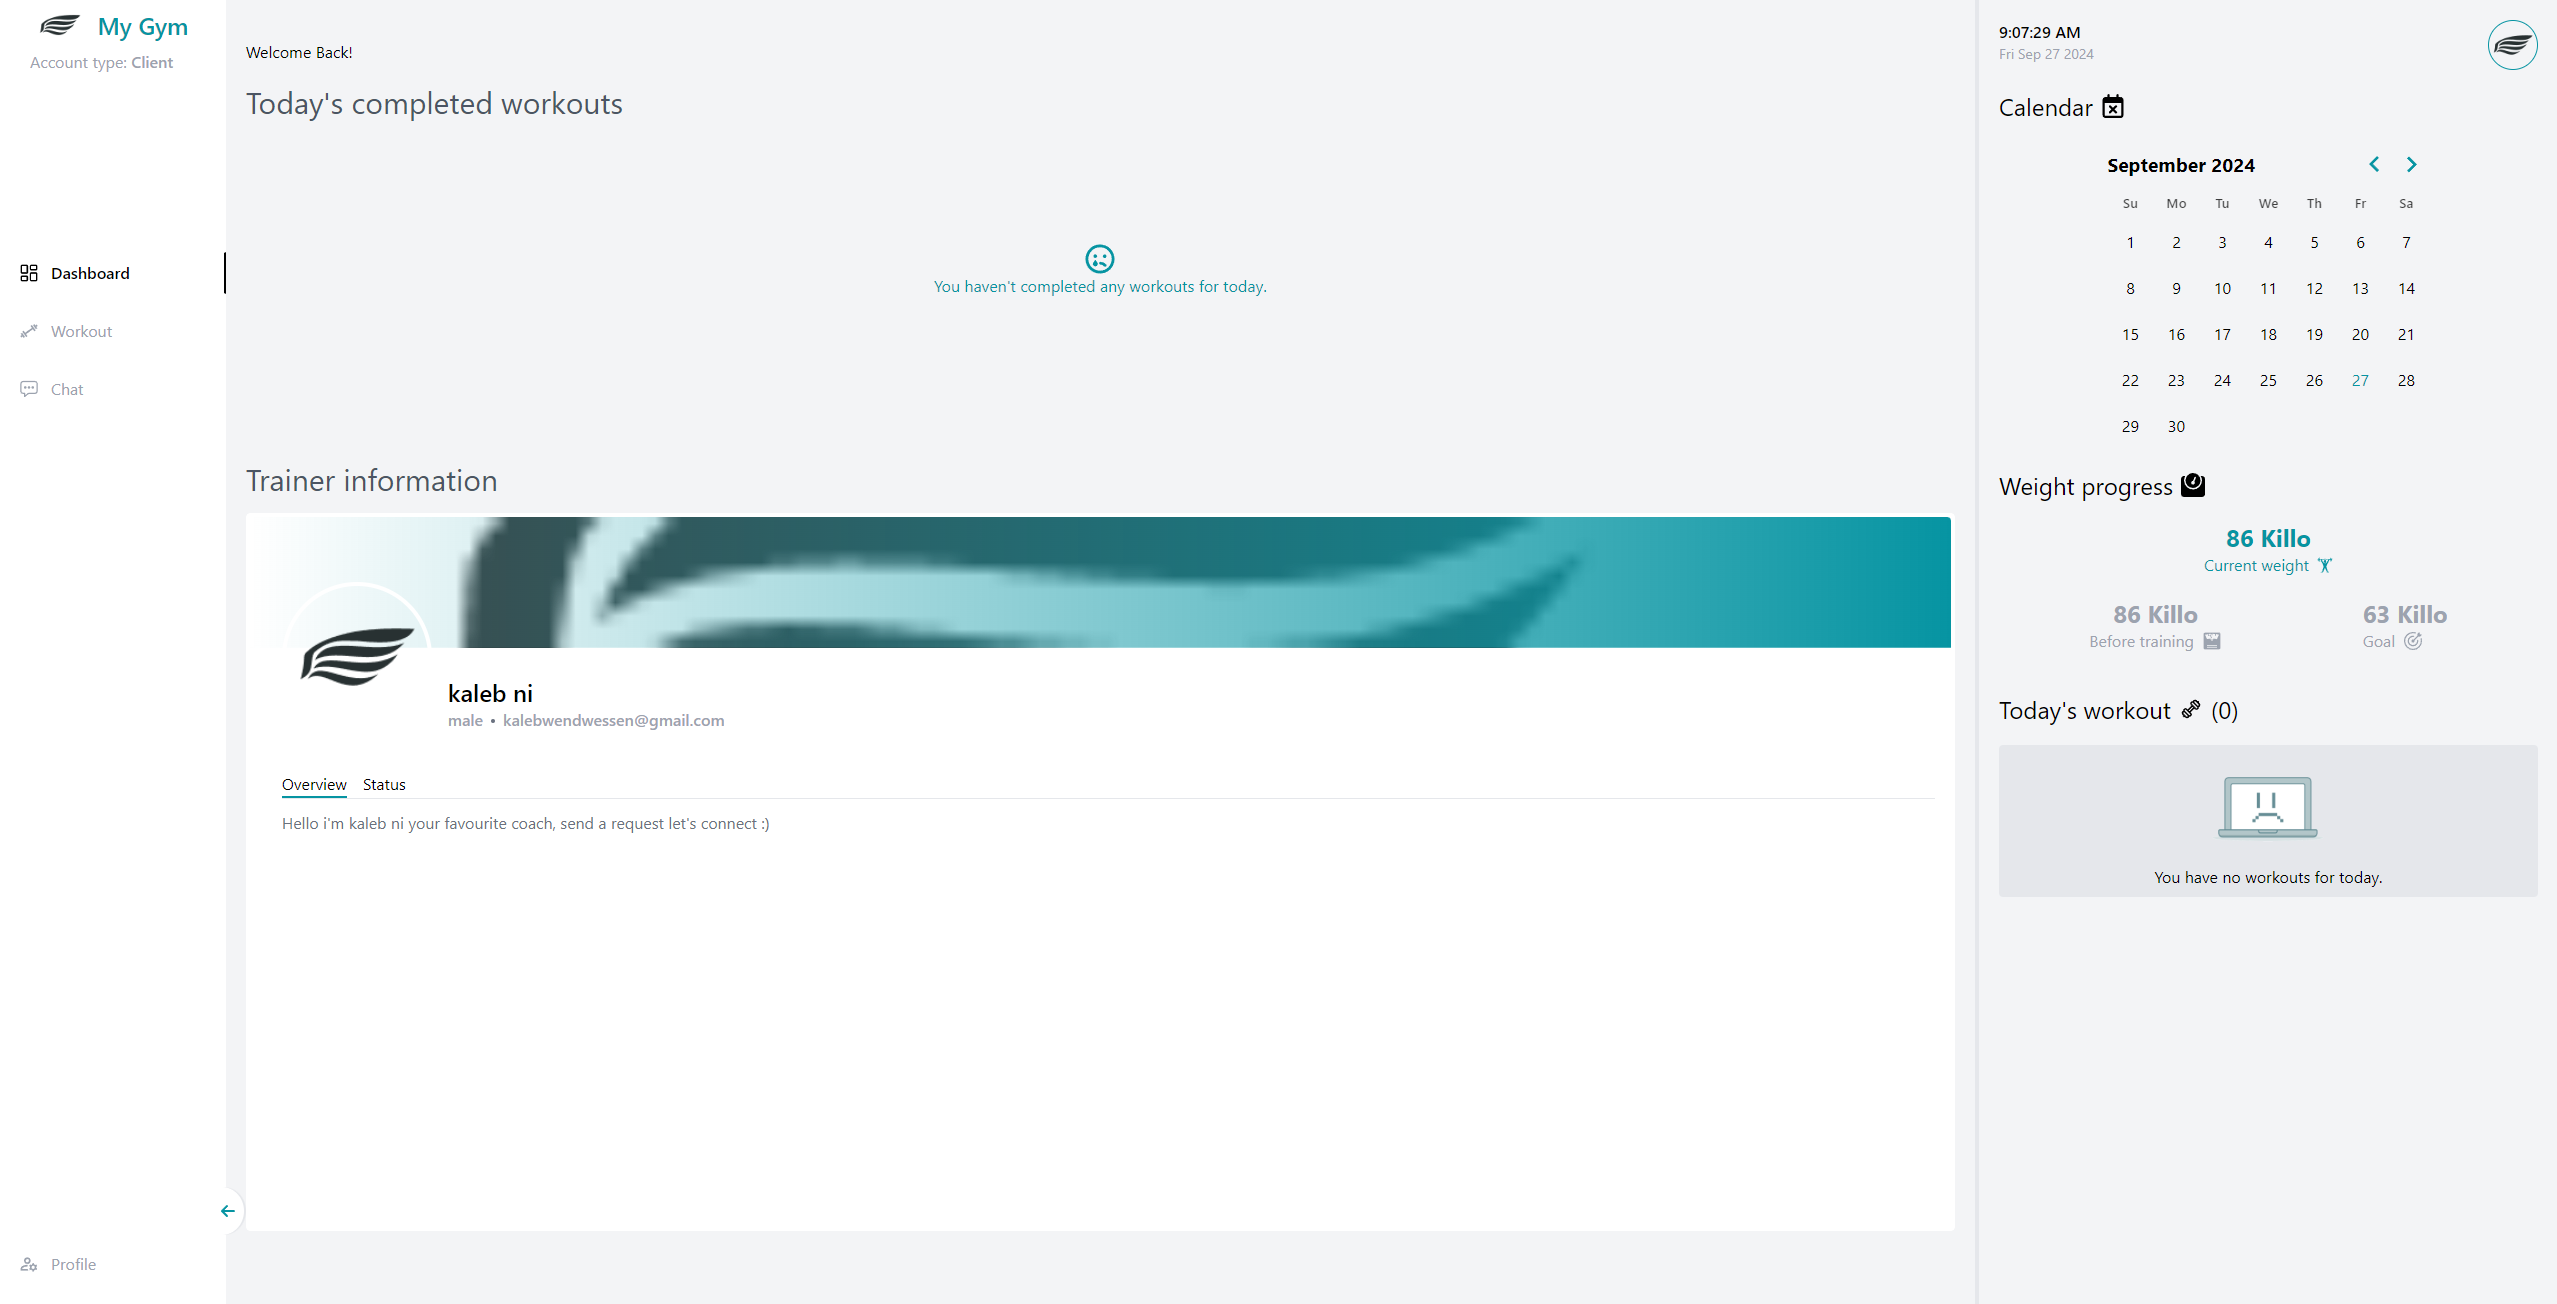 My Gym
Account type: Client
Dashboard
Workout
Chat
Profile
Welcome Back!
Today's completed workouts
You haven't completed any workouts for today.
Trainer information
kaleb ni
male • kalebwendwessen@gmail.com
Overview Status
Hello i'm kaleb ni your favourite coach, send a request let's connect :)
9:07:29 AM
Fri Sep 27 2024
Calendar
September 2024
Su Mo Tu We Th Fr Sa
1 2 3 4 5 6 7
8 9 10 11 12 13 14
15 16 17 18 19 20 21
22 23 24 25 26 27 28
29 30
Weight progress
86 Killo
Current weight
86 Killo
Before training
63 Killo
Goal
Today's workout (0)
You have no workouts for today.